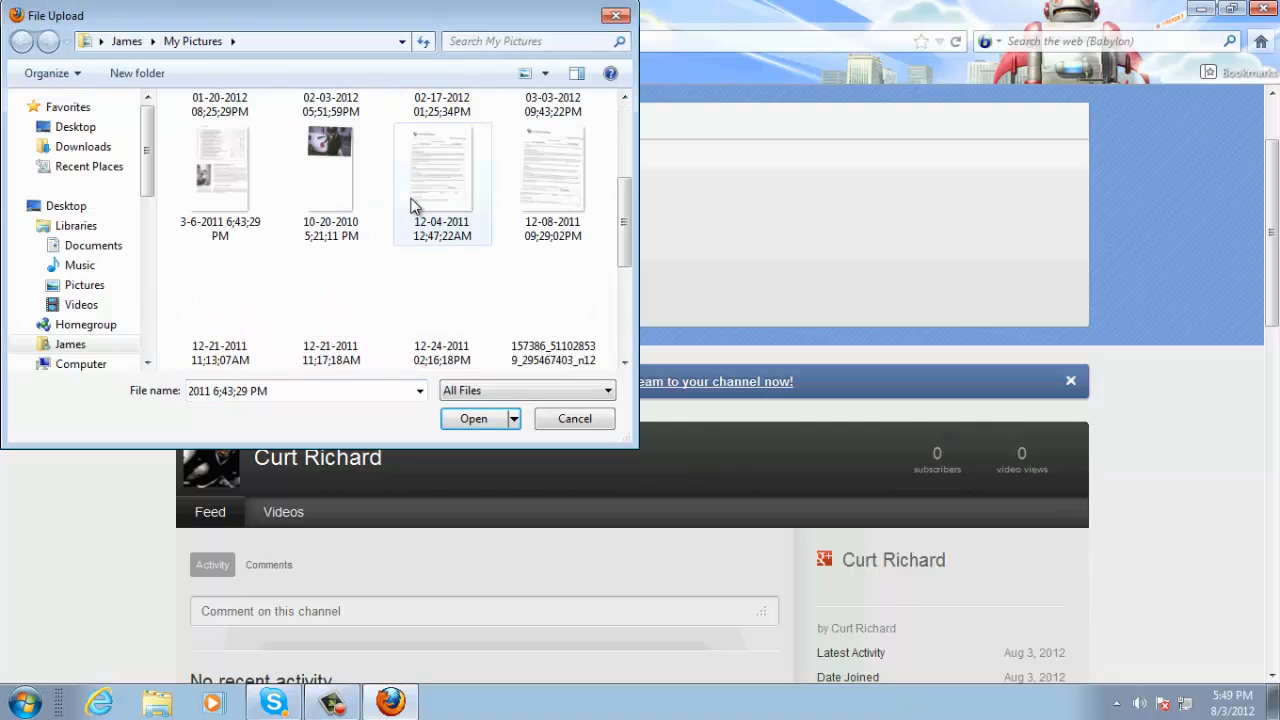 File Upload
James
My Pictures
Search My Pictures
Search the web (Babylon)
Organize
New folder
Bookmarks
Favorites
Desktop
Downloads
Recent Places
Desktop
Libraries
Documents
Music
Pictures
Videos
Homegroup
James
Computer
01-20-2012
08;25;29PM
02-03-2012
05;51;59PM
02-17-2012
01;25;34PM
03-03-2012
09;43;22PM
3-6-2011 6;43;29
PM
10-20-2010
5;21;11 PM
12-04-2011
12;47;22AM
12-08-2011
09;29;02PM
12-21-2011
11;13;07AM
12-21-2011
11;17;18AM
12-24-2011
02;16;18PM
157386_51102853
9_295467403_n12
File name:
2011 6;43;29 PM
All Files
Open
Cancel
eam to your channel now!
Curt Richard
0
subscribers
0
video views
Feed
Videos
Activity
Comments
Comment on this channel
No recent activity
Curt Richard
by Curt Richard
Latest Activity
Aug 3, 2012
Date Joined
Aug 3, 2012
5:49 PM
8/3/2012